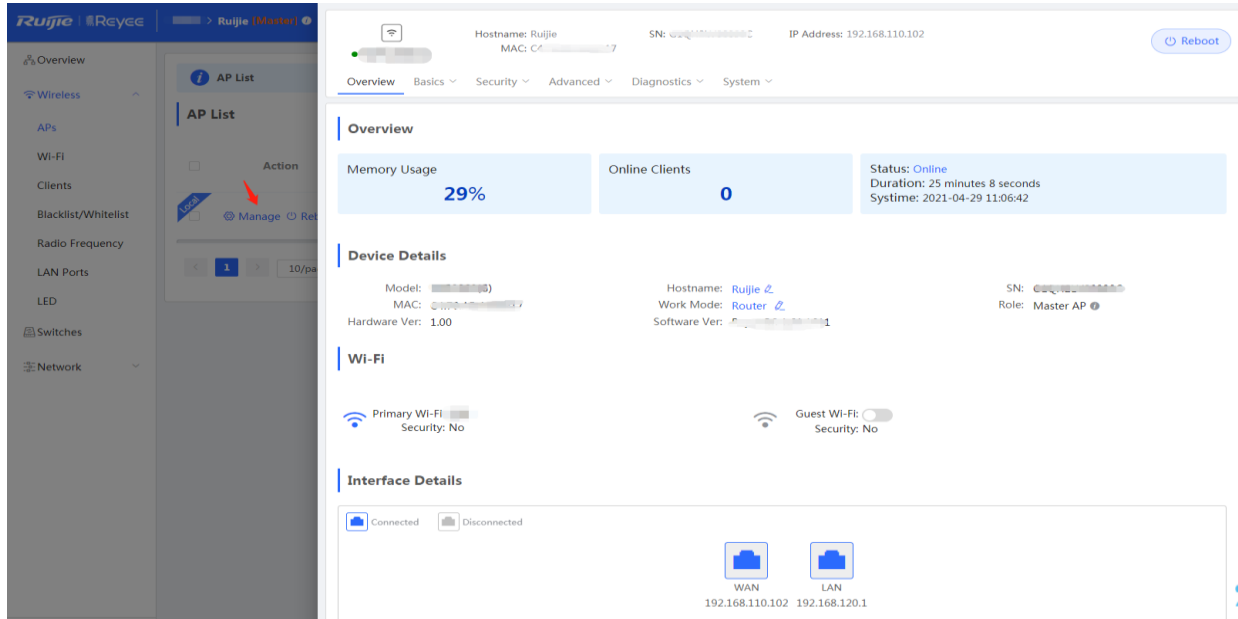 Ruijie | Reyee > Ruijie [Master]
Overview
Wireless
APs
Wi-Fi
Clients
Blacklist/Whitelist
Radio Frequency
LAN Ports
LED
Switches
Network
AP List
AP List
Action
Local
Manage Reb
1 10/pa
Hostname: Ruijie SN: IP Address: 192.168.110.102
MAC:
Reboot
Overview Basics Security Advanced Diagnostics System
Overview
Memory Usage
29%
Online Clients
0
Status: Online
Duration: 25 minutes 8 seconds
Systime: 2021-04-29 11:06:42
Device Details
Model: Hostname: Ruijie SN:
MAC: Work Mode: Router Role: Master AP
Hardware Ver: 1.00 Software Ver:
Wi-Fi
Primary Wi-Fi
Security: No
Guest Wi-Fi:
Security: No
Interface Details
Connected Disconnected
WAN LAN
192.168.110.102 192.168.120.1